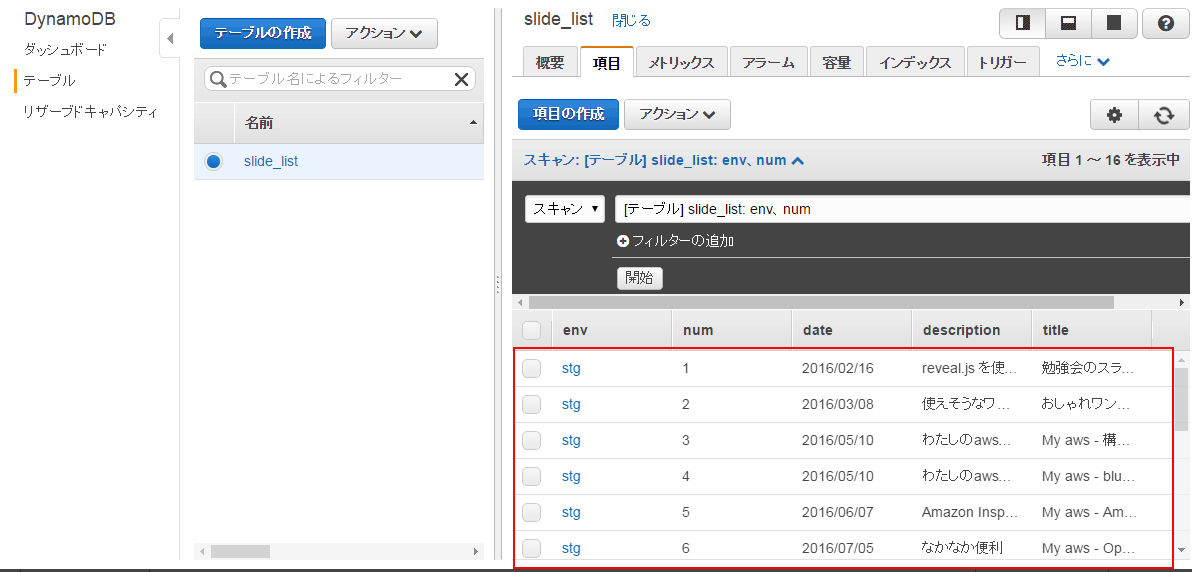 DynamoDB
ダッシュボード
テーブル
リザーブドキャパシティ
テーブルの作成
アクション
テーブル名によるフィルター
名前
slide_list
slide_list 閉じる
概要 項目 メトリックス アラーム 容量 インデックス トリガー さらに
項目の作成 アクション
スキャン: [テーブル] slide_list: env、num 項目 1 ～ 16 を表示中
スキャン [テーブル] slide_list: env、num
フィルターの追加
開始
env num date description title
stg 1 2016/02/16 reveal.js を使... 勉強会のスラ...
stg 2 2016/03/08 使えそうなワ... おしゃれワン...
stg 3 2016/05/10 わたしのaws... My aws - 構...
stg 4 2016/05/10 わたしのaws... My aws - blu...
stg 5 2016/06/07 Amazon Insp... My aws - Am...
stg 6 2016/07/05 なかなか便利 My aws - Op...